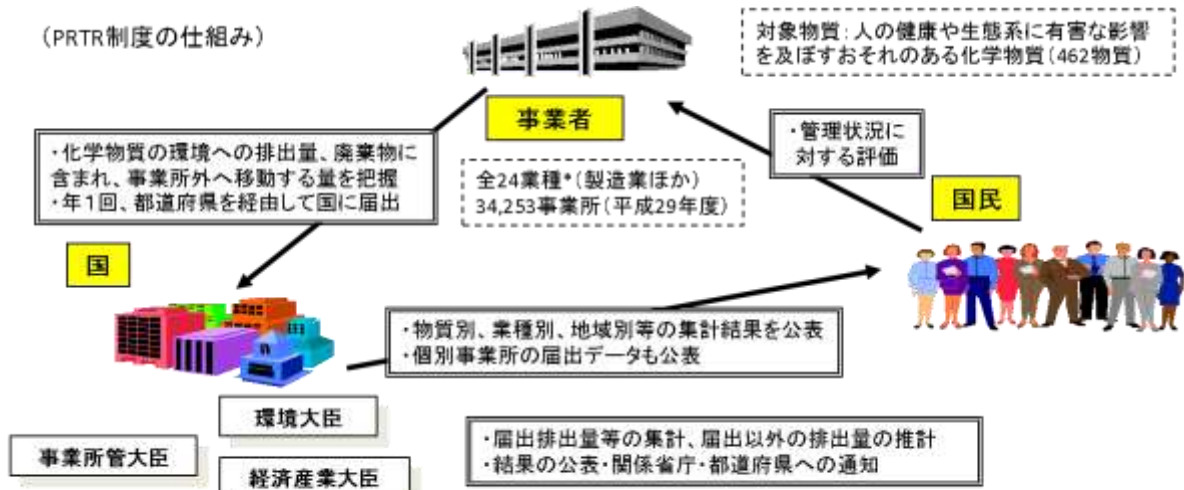 (PRTR制度の仕組み)
対象物質:人の健康や生態系に有害な影響
を及ぼすおそれのある化学物質(462物質)
事業者
・化学物質の環境への排出量、廃棄物に
含まれ、事業所外へ移動する量を把握
・年1回、都道府県を経由して国に届出
・管理状況に
対する評価
全24業種*(製造業ほか)
34,253事業所(平成29年度)
国民
国
・物質別、業種別、地域別等の集計結果を公表
・個別事業所の届出データも公表
環境大臣
事業所管大臣
経済産業大臣
・届出排出量等の集計、届出以外の排出量の推計
・結果の公表・関係省庁・都道府県への通知